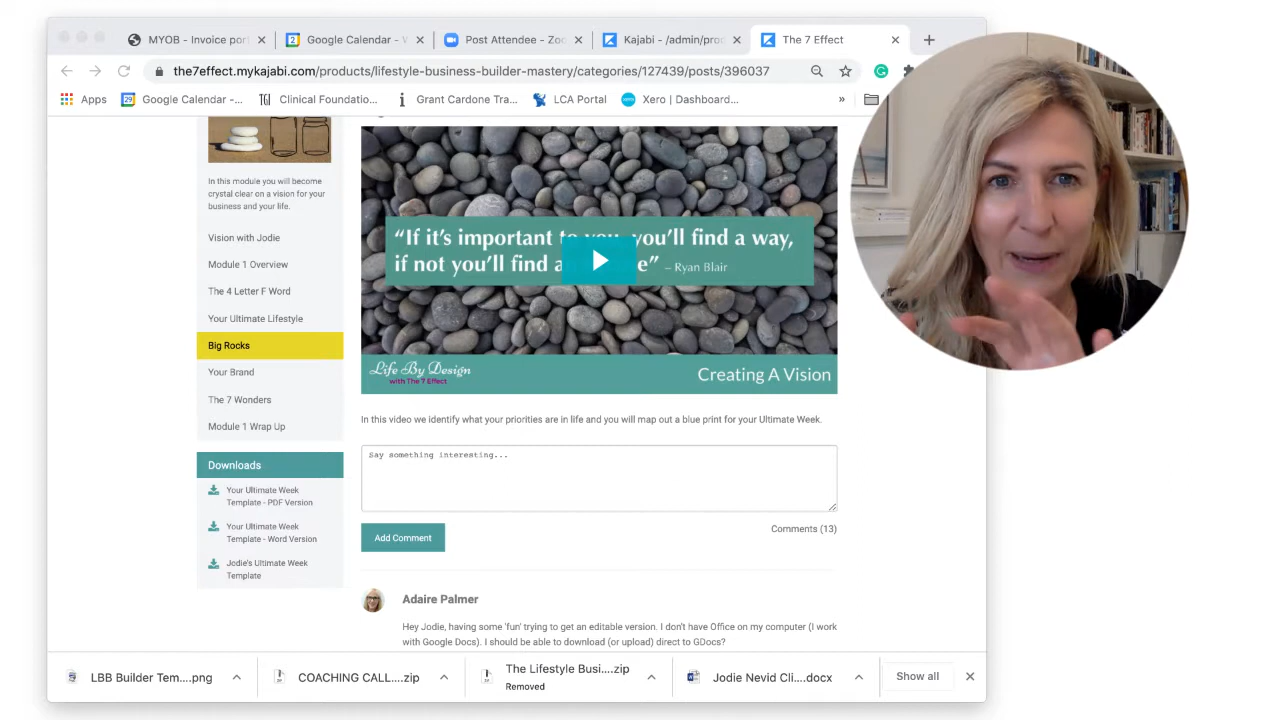 MYOB - Invoice por
Google Calendar - V
Post Attendee - Zoo
Kajabi - /admin/pro
The 7 Effect
the7effect.mykajabi.com/products/lifestyle-business-builder-mastery/categories/127439/posts/396037
Apps
Google Calendar -...
Clinical Foundatio...
Grant Cardone Tra...
LCA Portal
Xero | Dashboard...
»
In this module you will become
crystal clear on a vision for your
business and your life.
Vision with Jodie
Module 1 Overview
The 4 Letter F Word
Your Ultimate Lifestyle
Big Rocks
Your Brand
The 7 Wonders
Module 1 Wrap Up
Downloads
Your Ultimate Week
Template - PDF Version
Your Ultimate Week
Template - Word Version
Jodie's Ultimate Week
Template
“If it’s important to you, you’ll find a way,
if not you’ll find a e” – Ryan Blair
Life By Design
with The 7 Effect
Creating A Vision
In this video we identify what your priorities are in life and you will map out a blue print for your Ultimate Week.
Say something interesting...
Comments (13)
Add Comment
Adaire Palmer
Hey Jodie, having some 'fun' trying to get an editable version. I don't have Office on my computer (I work
with Google Docs). I should be able to download (or upload) direct to GDocs?
LBB Builder Tem....png
COACHING CALL....zip
The Lifestyle Busi....zip
Removed
Jodie Nevid Cli....docx
Show all